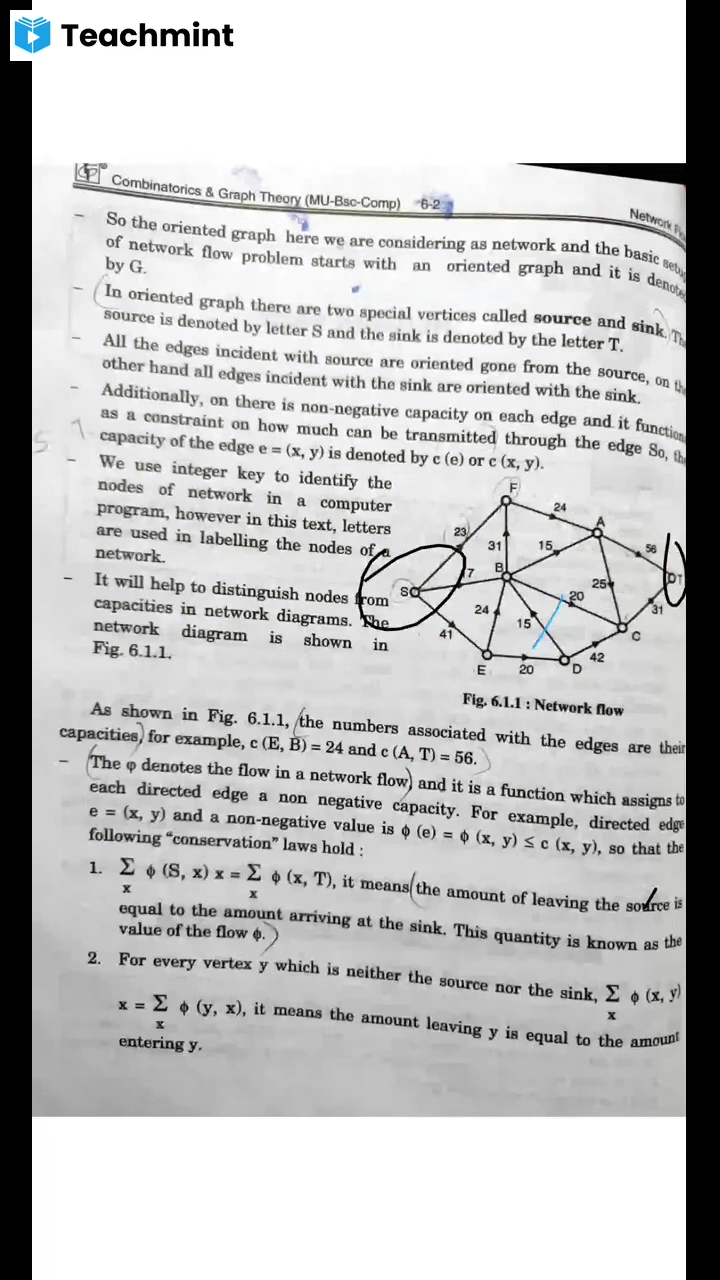 Teachmint
Combinatorics & Graph Theory (MU-Bsc-Comp) 6-2
Network
– So the oriented graph here we are considering as network and the basic
of network flow problem starts with an oriented graph and it is
by G.
– In oriented graph there are two special vertices called source and sink.
source is denoted by letter S and the sink is denoted by the letter T.
– All the edges incident with source are oriented gone from the source, on
other hand all edges incident with the sink are oriented with the sink.
– Additionally, on there is non-negative capacity on each edge and it
as a constraint on how much can be transmitted through the edge So,
capacity of the edge e = (x, y) is denoted by c (e) or c (x, y).
– We use integer key to identify the
nodes of network in a computer
program, however in this text, letters
are used in labelling the nodes of a
network.
– It will help to distinguish nodes from
capacities in network diagrams. The
network diagram is shown in
Fig. 6.1.1.
F
24
A
23
31
15
56
B
S
7
T
25
20
24
15
31
41
C
42
E
20
D
Fig. 6.1.1 : Network flow
As shown in Fig. 6.1.1, the numbers associated with the edges are their
capacities, for example, c (E, B) = 24 and c (A, T) = 56.
– The φ denotes the flow in a network flow, and it is a function which assigns to
each directed edge a non negative capacity. For example, directed edge
e = (x, y) and a non-negative value is ϕ (e) = ϕ (x, y) ≤ c (x, y), so that the
following "conservation" laws hold :
1. Σ ϕ (S, x) x = Σ ϕ (x, T), it means the amount of leaving the source is
x x
equal to the amount arriving at the sink. This quantity is known as the
value of the flow ϕ.
2. For every vertex y which is neither the source nor the sink, Σ ϕ (x, y)
x
x = Σ ϕ (y, x), it means the amount leaving y is equal to the amount
x
entering y.